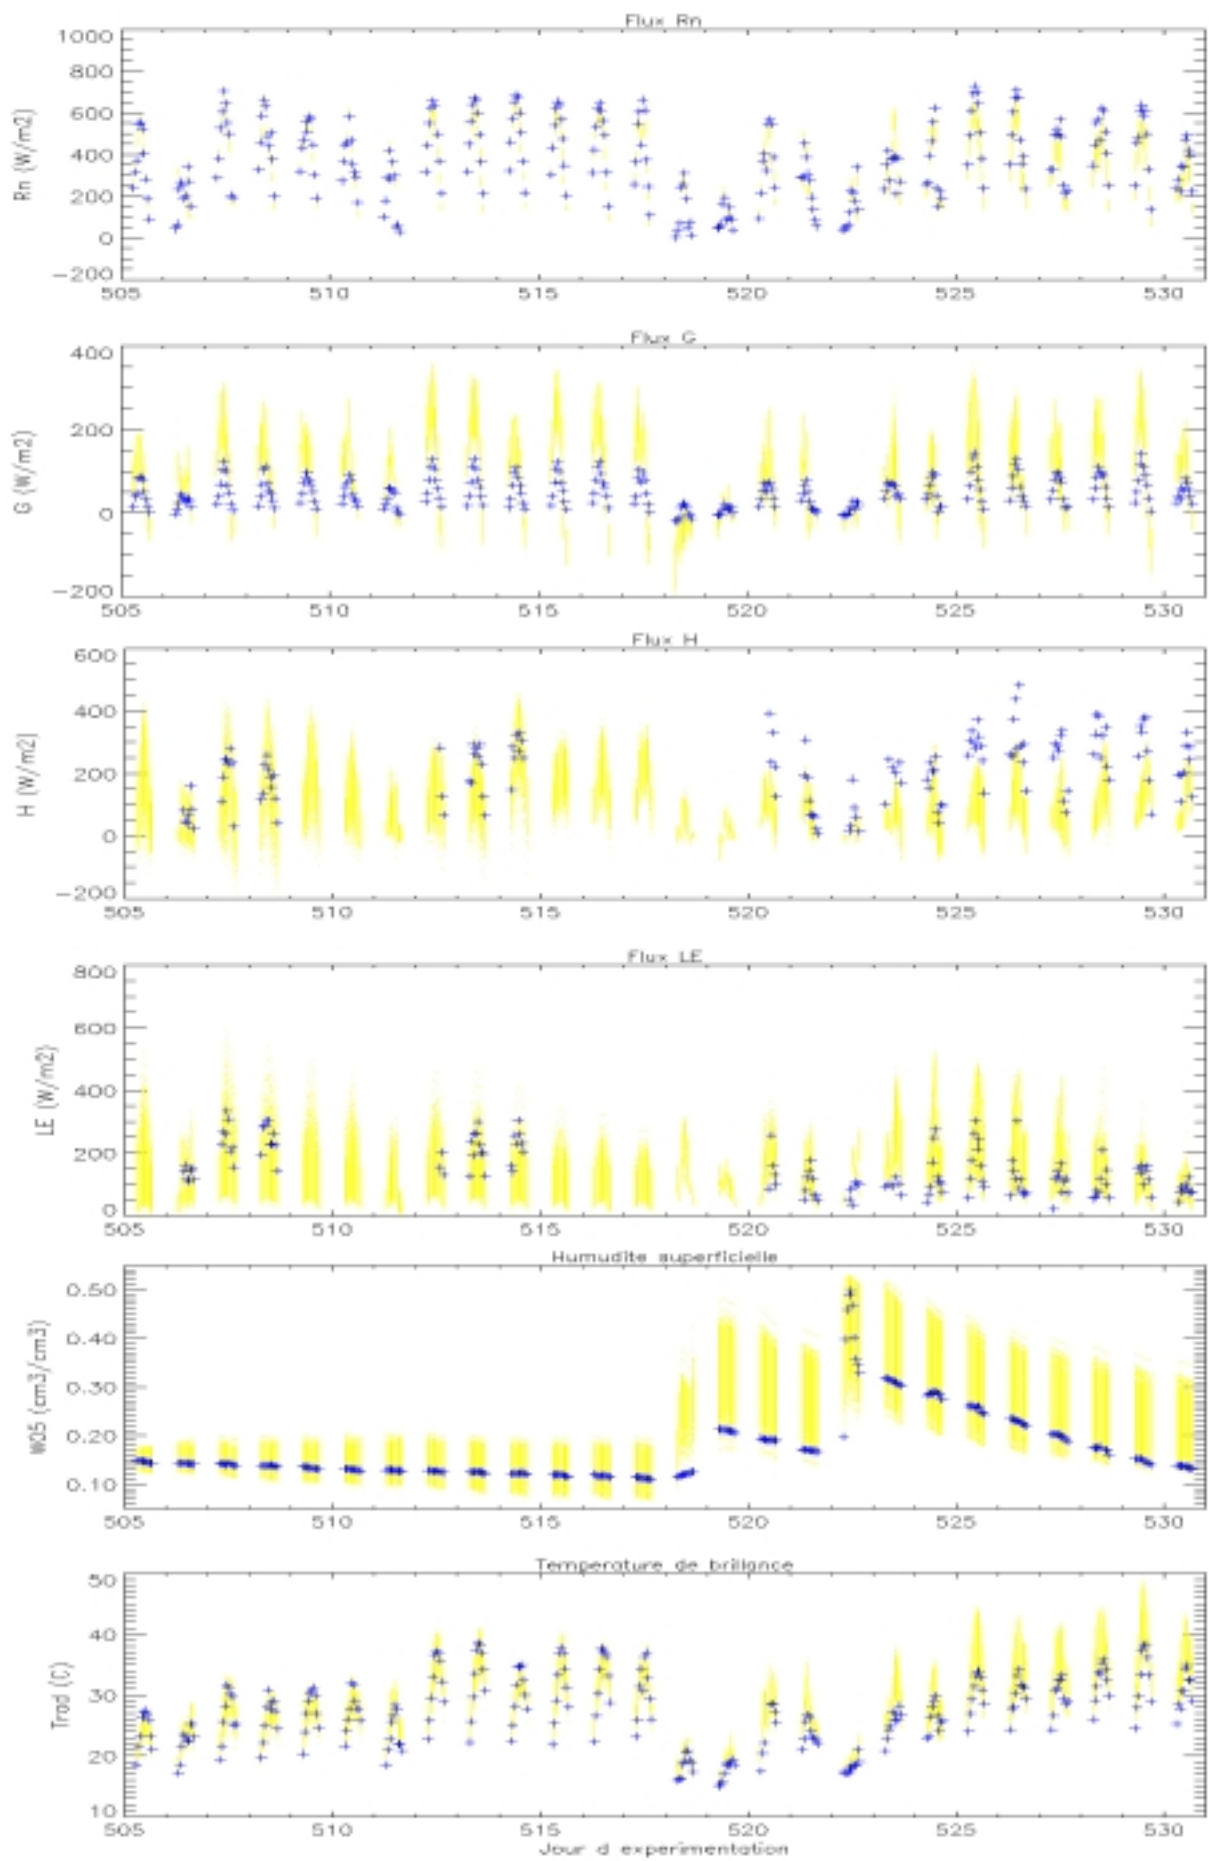 Flux Rn
1000
800
600
400
200
0
-200
Rn (W/m2)
505 510 515 520 525 530
Flux G
400
200
0
-200
G (W/m2)
505 510 515 520 525 530
Flux H
600
400
200
0
-200
H (W/m2)
505 510 515 520 525 530
Flux LE
800
600
400
200
0
LE (W/m2)
505 510 515 520 525 530
Humudite superficielle
0.50
0.40
0.30
0.20
0.10
W05 (cm3/cm3)
505 510 515 520 525 530
Temperature de brillance
50
40
30
20
10
Trad (C)
505 510 515 520 525 530
Jour d experimentation